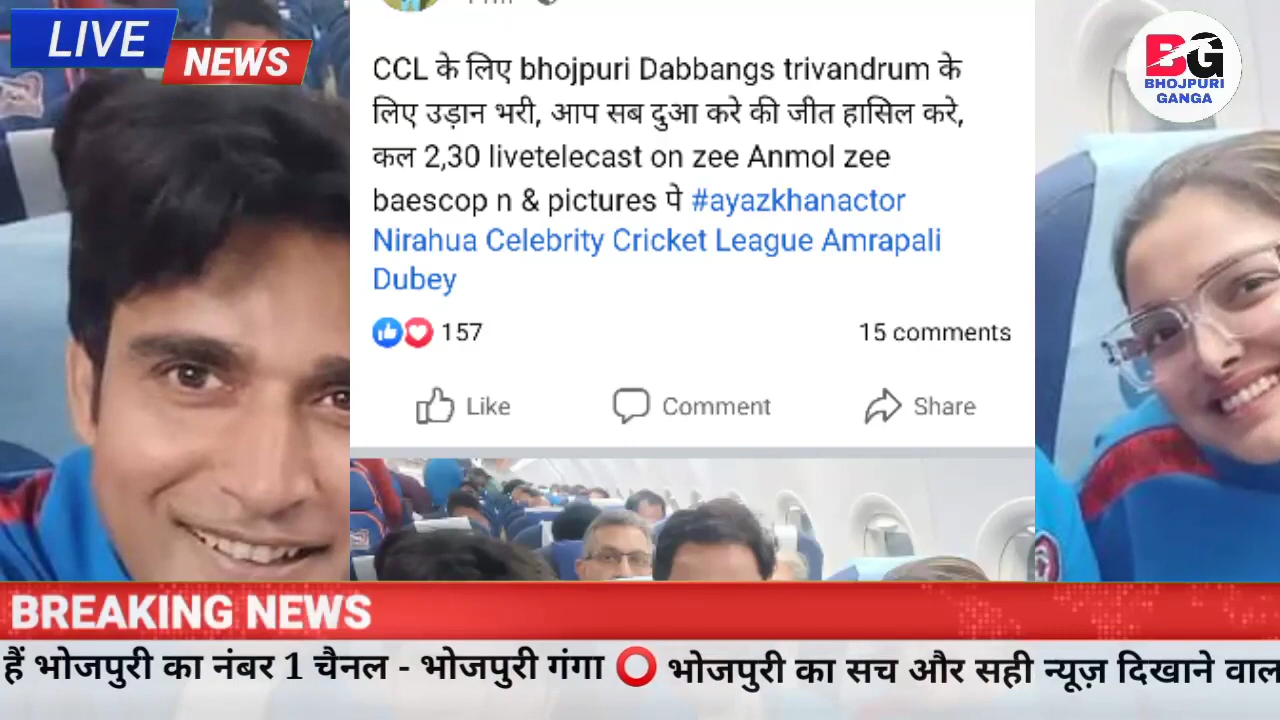 LIVE
NEWS
BG
BHOJPURI
GANGA
CCL के लिए bhojpuri Dabbangs trivandrum के
लिए उड़ान भरी, आप सब दुआ करे की जीत हासिल करे,
कल 2,30 livetelecast on zee Anmol zee
baescop n & pictures पे #ayazkhanactor
Nirahua Celebrity Cricket League Amrapali
Dubey
157
15 comments
Like
Comment
Share
BREAKING NEWS
हैं भोजपुरी का नंबर 1 चैनल - भोजपुरी गंगा ⭕ भोजपुरी का सच और सही न्यूज़ दिखाने वाल